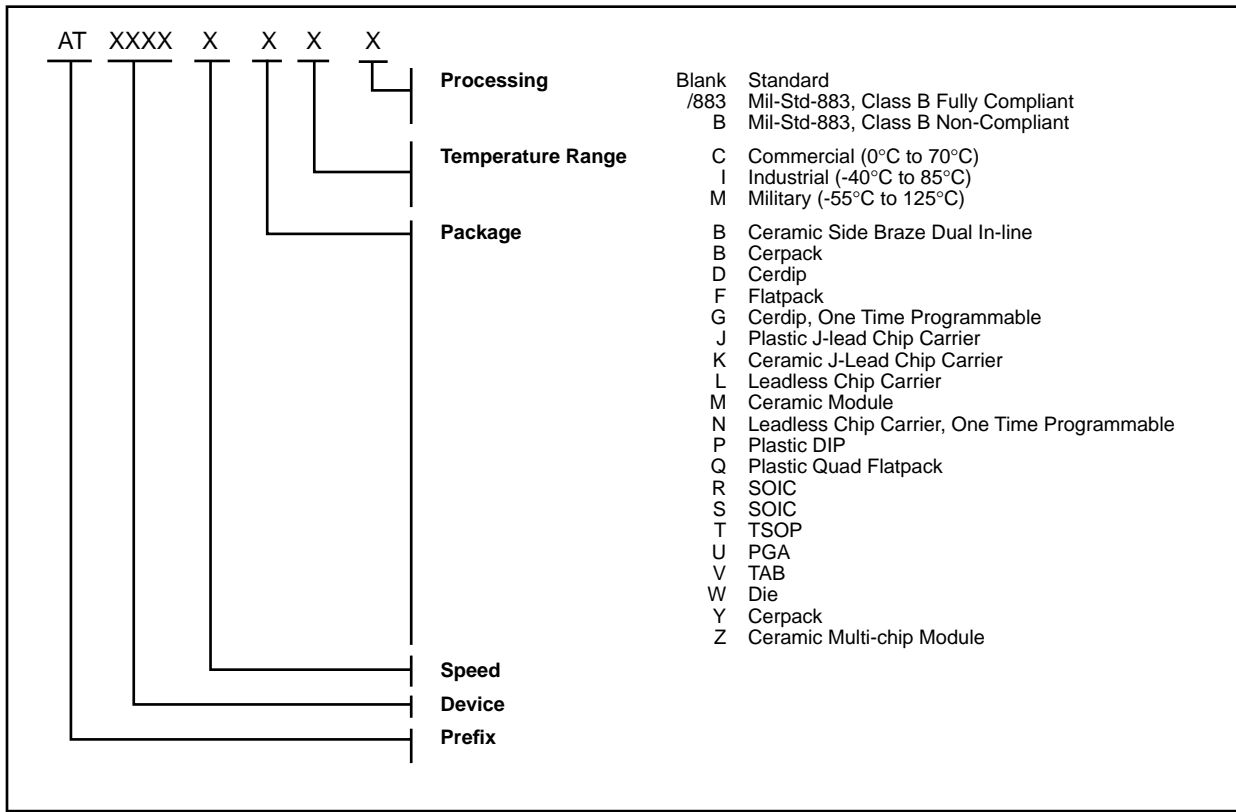 AT XXXX X X X X
Processing Blank Standard
/883 Mil-Std-883, Class B Fully Compliant
B Mil-Std-883, Class B Non-Compliant
Temperature Range C Commercial (0°C to 70°C)
I Industrial (-40°C to 85°C)
M Military (-55°C to 125°C)
Package B Ceramic Side Braze Dual In-line
B Cerpack
D Cerdip
F Flatpack
G Cerdip, One Time Programmable
J Plastic J-lead Chip Carrier
K Ceramic J-Lead Chip Carrier
L Leadless Chip Carrier
M Ceramic Module
N Leadless Chip Carrier, One Time Programmable
P Plastic DIP
Q Plastic Quad Flatpack
R SOIC
S SOIC
T TSOP
U PGA
V TAB
W Die
Y Cerpack
Z Ceramic Multi-chip Module
Speed
Device
Prefix